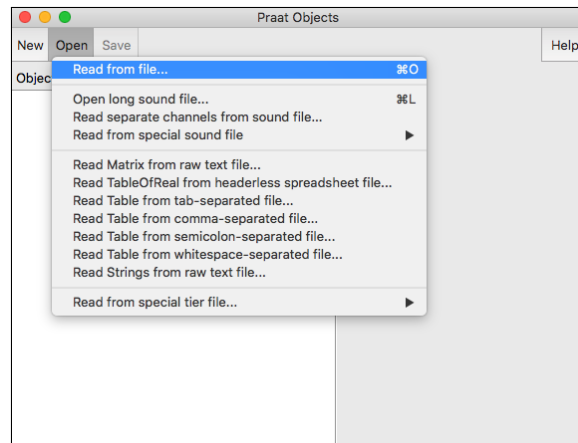 Praat Objects
New Open Save Help
Objec
Read from file... ⌘O
Open long sound file... ⌘L
Read separate channels from sound file...
Read from special sound file
Read Matrix from raw text file...
Read TableOfReal from headerless spreadsheet file...
Read Table from tab-separated file...
Read Table from comma-separated file...
Read Table from semicolon-separated file...
Read Table from whitespace-separated file...
Read Strings from raw text file...
Read from special tier file...